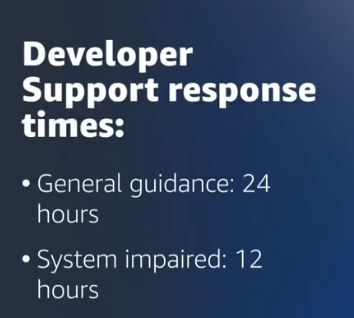 Developer
Support response
times:
• General guidance: 24
hours
• System impaired: 12
hours